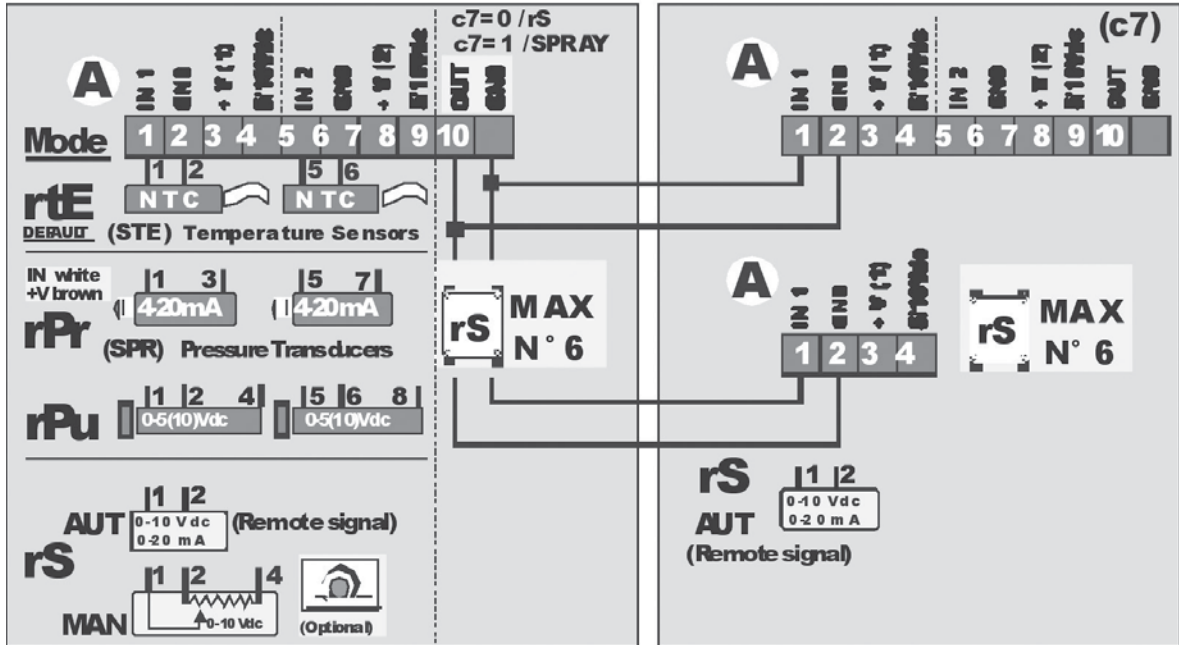 c7=0/rS
c7=1/SPRAY
A
IN 1
GND
+V(1)
IN 2
GND
+V(2)
OUT
GND
Mode
1 2 3 4 5 6 7 8 9 10
1 2
5 6
rtE
NTC
NTC
DEFAULT
(STE) Temperature Sensors
IN white
+V brown
1 3
5 7
rPr
4-20mA
4-20mA
(SPR) Pressure Transducers
1 2 4
5 6 8
rPu
0-5(10)Vdc
0-5(10)Vdc
rS
MAX
N° 6
1 2
AUT
0-10 Vdc
0-20 mA
(Remote signal)
rS
1 2 4
MAN
0-10 Vdc
(Optional)
(c7)
A
IN 1
GND
+V(1)
IN 2
GND
+V(2)
OUT
GND
1 2 3 4 5 6 7 8 9 10
A
IN 1
GND
+V(1)
1 2 3 4
rS
MAX
N° 6
rS
1 2
AUT
0-10 Vdc
0-20 mA
(Remote signal)